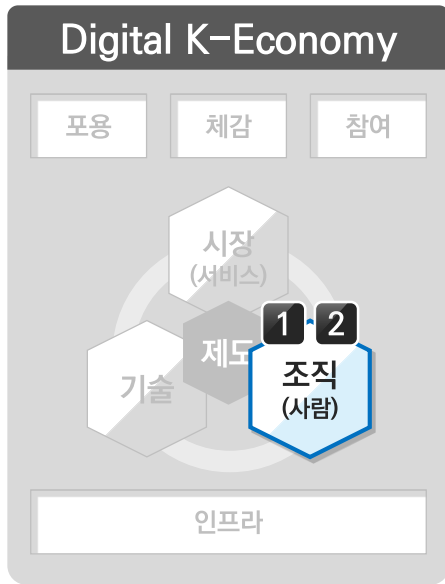 Digital K-Economy
포용
체감
참여
시장
(서비스)
1 2
제도
조직
(사람)
기술
인프라